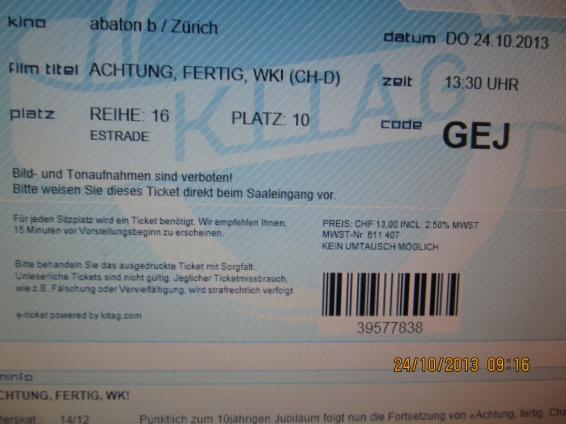 kino abaton b / Zürich datum DO 24.10.2013
film titel ACHTUNG, FERTIG, WK! (CH-D) zeit 13:30 UHR
platz REIHE: 16 PLATZ: 10 code GEJ
ESTRADE
KITAG
Bild- und Tonaufnahmen sind verboten!
Bitte weisen Sie dieses Ticket direkt beim Saaleingang vor.
Für jeden Sitzplatz wird ein Ticket benötigt. Wir empfehlen Ihnen,
15 Minuten vor Vorstellungsbeginn zu erscheinen.
PREIS: CHF 13.00 INCL. 2.50% MWST
MWST-Nr. 611 407
KEIN UMTAUSCH MÖGLICH
Bitte behandeln Sie das ausgedruckte Ticket mit Sorgfalt.
Unleserliche Tickets sind nicht gültig. Jeglicher Ticketmissbrauch,
wie z.B. Fälschung oder Vervielfältigung, wird strafrechtlich verfolgt.
e-ticket powered by kitag.com
39577838
24/10/2013 09:16
CHTUNG, FERTIG, WK!
14/12 Pünktlich zum 10jährigen Jubiläum folgt nun die Fortsetzung von «Achtung, fertig,